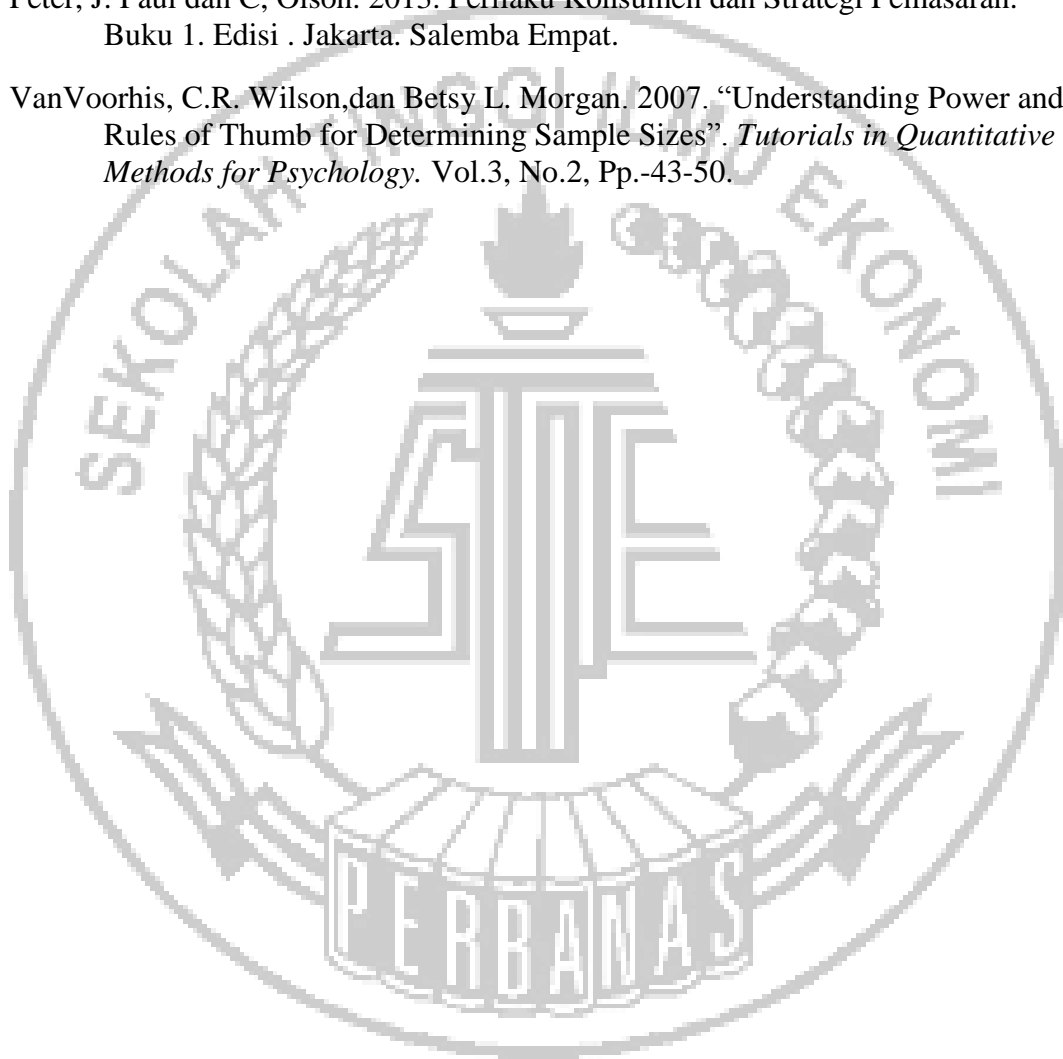 Peter, J. Paul dan C, Olson. 2013. Perilaku Konsumen dan Strategi Pemasaran.
Buku 1. Edisi . Jakarta. Salemba Empat.
VanVoorhis, C.R. Wilson,dan Betsy L. Morgan. 2007. “Understanding Power and
Rules of Thumb for Determining Sample Sizes”. Tutorials in Quantitative
Methods for Psychology. Vol.3, No.2, Pp.-43-50.
SEKOLAH TINGGI ILMU EKONOMI
STIE
PERBANAS